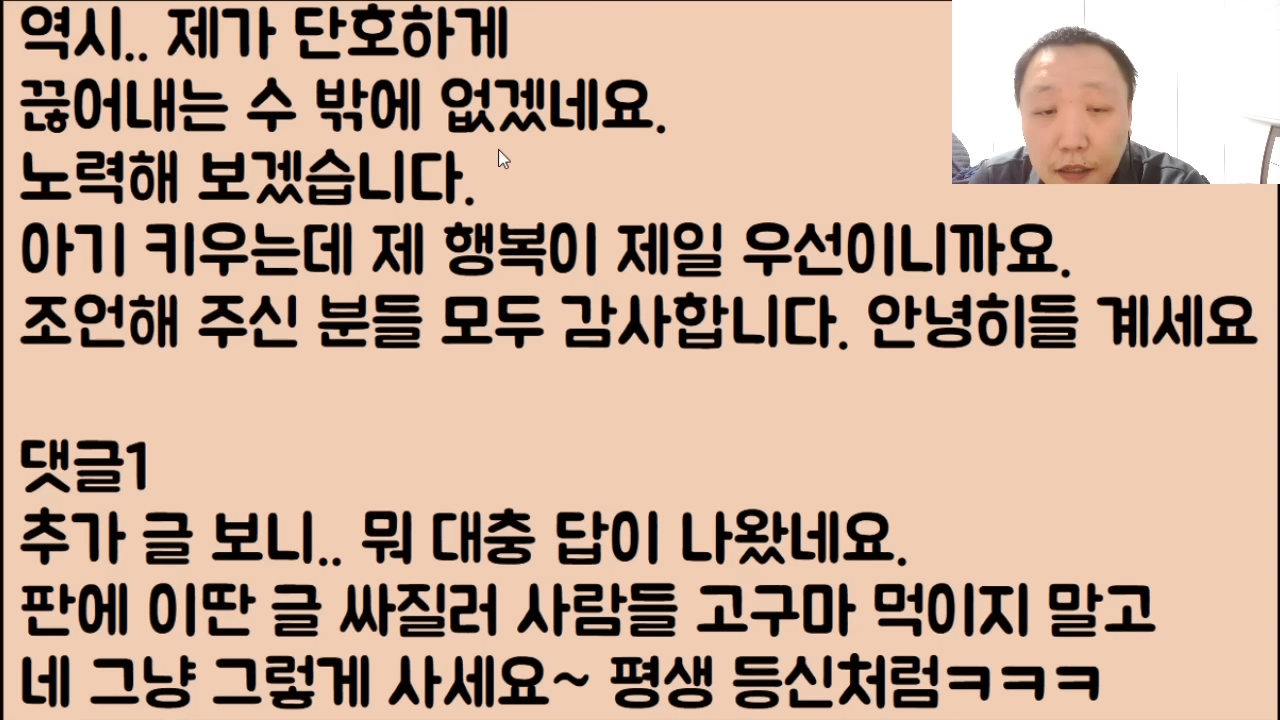 역시.. 제가 단호하게
끊어내는 수 밖에 없겠네요.
노력해 보겠습니다.
아기 키우는데 제 행복이 제일 우선이니까요.
조언해 주신 분들 모두 감사합니다. 안녕히들 계세요
댓글1
추가 글 보니.. 뭐 대충 답이 나왔네요.
판에 이딴 글 싸질러 사람들 고구마 먹이지 말고
네 그냥 그렇게 사세요~ 평생 등신처럼ㅋㅋㅋ